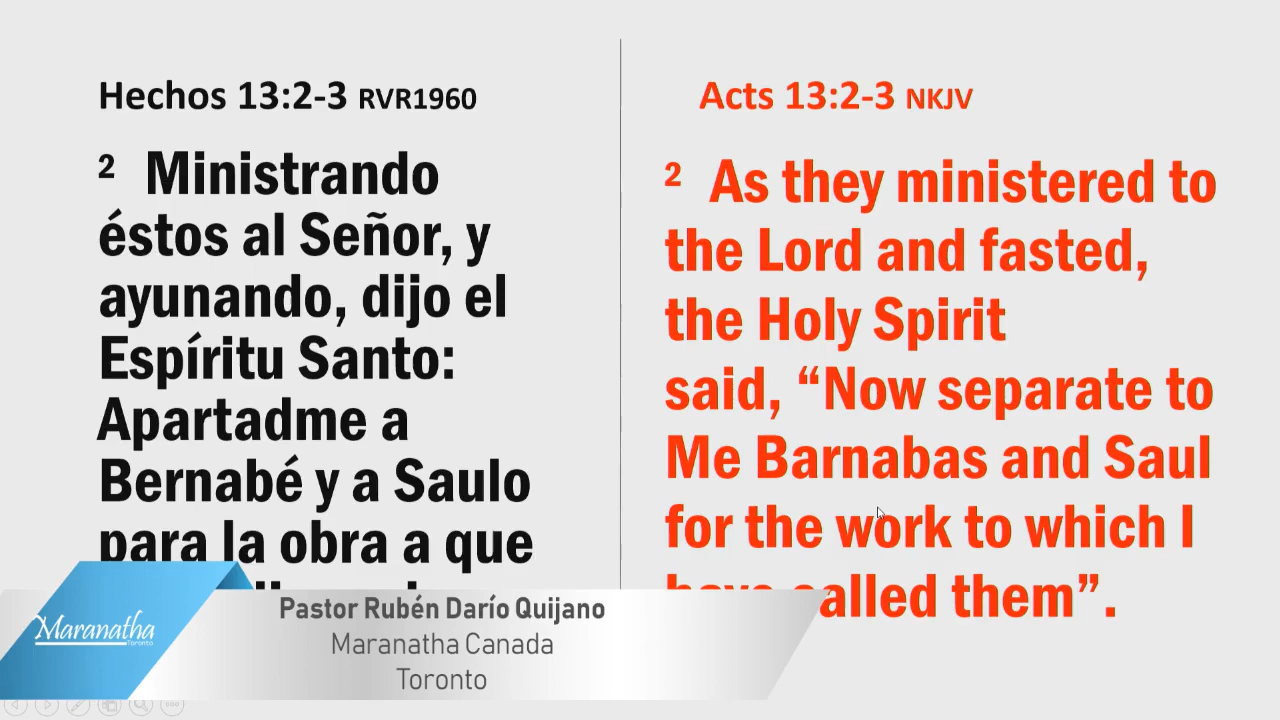 Hechos 13:2-3 RVR1960
² Ministrando
éstos al Señor, y
ayunando, dijo el
Espíritu Santo:
Apartadme a
Bernabé y a Saulo
para la obra a que
Acts 13:2-3 NKJV
² As they ministered to
the Lord and fasted,
the Holy Spirit
said, “Now separate to
Me Barnabas and Saul
for the work to which I
have called them”.
Maranatha
Toronto
Pastor Rubén Darío Quijano
Maranatha Canada
Toronto